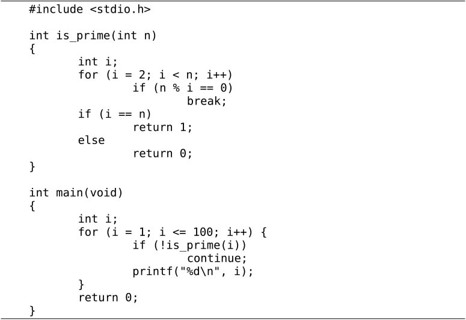 #include <stdio.h>
int is_prime(int n)
{
int i;
for (i = 2; i < n; i++)
if (n % i == 0)
break;
if (i == n)
return 1;
else
return 0;
}
int main(void)
{
int i;
for (i = 1; i <= 100; i++) {
if (!is_prime(i))
continue;
printf("%d\n", i);
}
return 0;
}